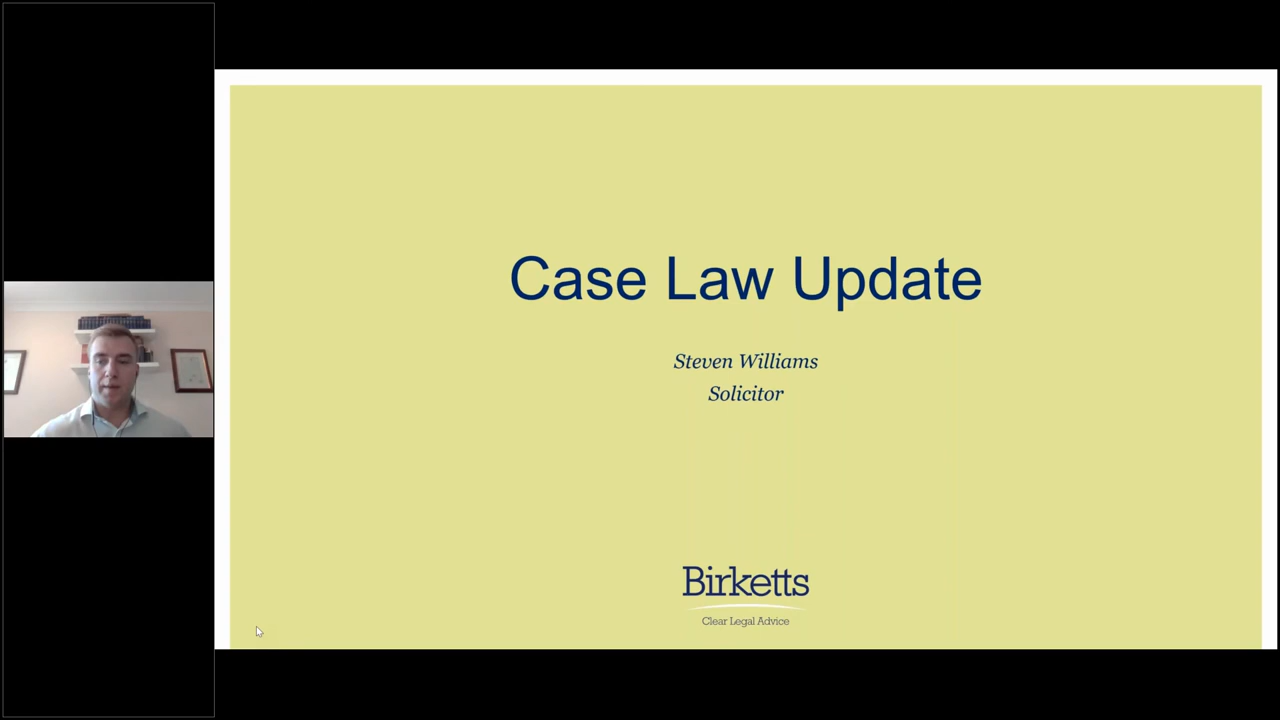 Case Law Update
Steven Williams
Solicitor
Birketts
Clear Legal Advice